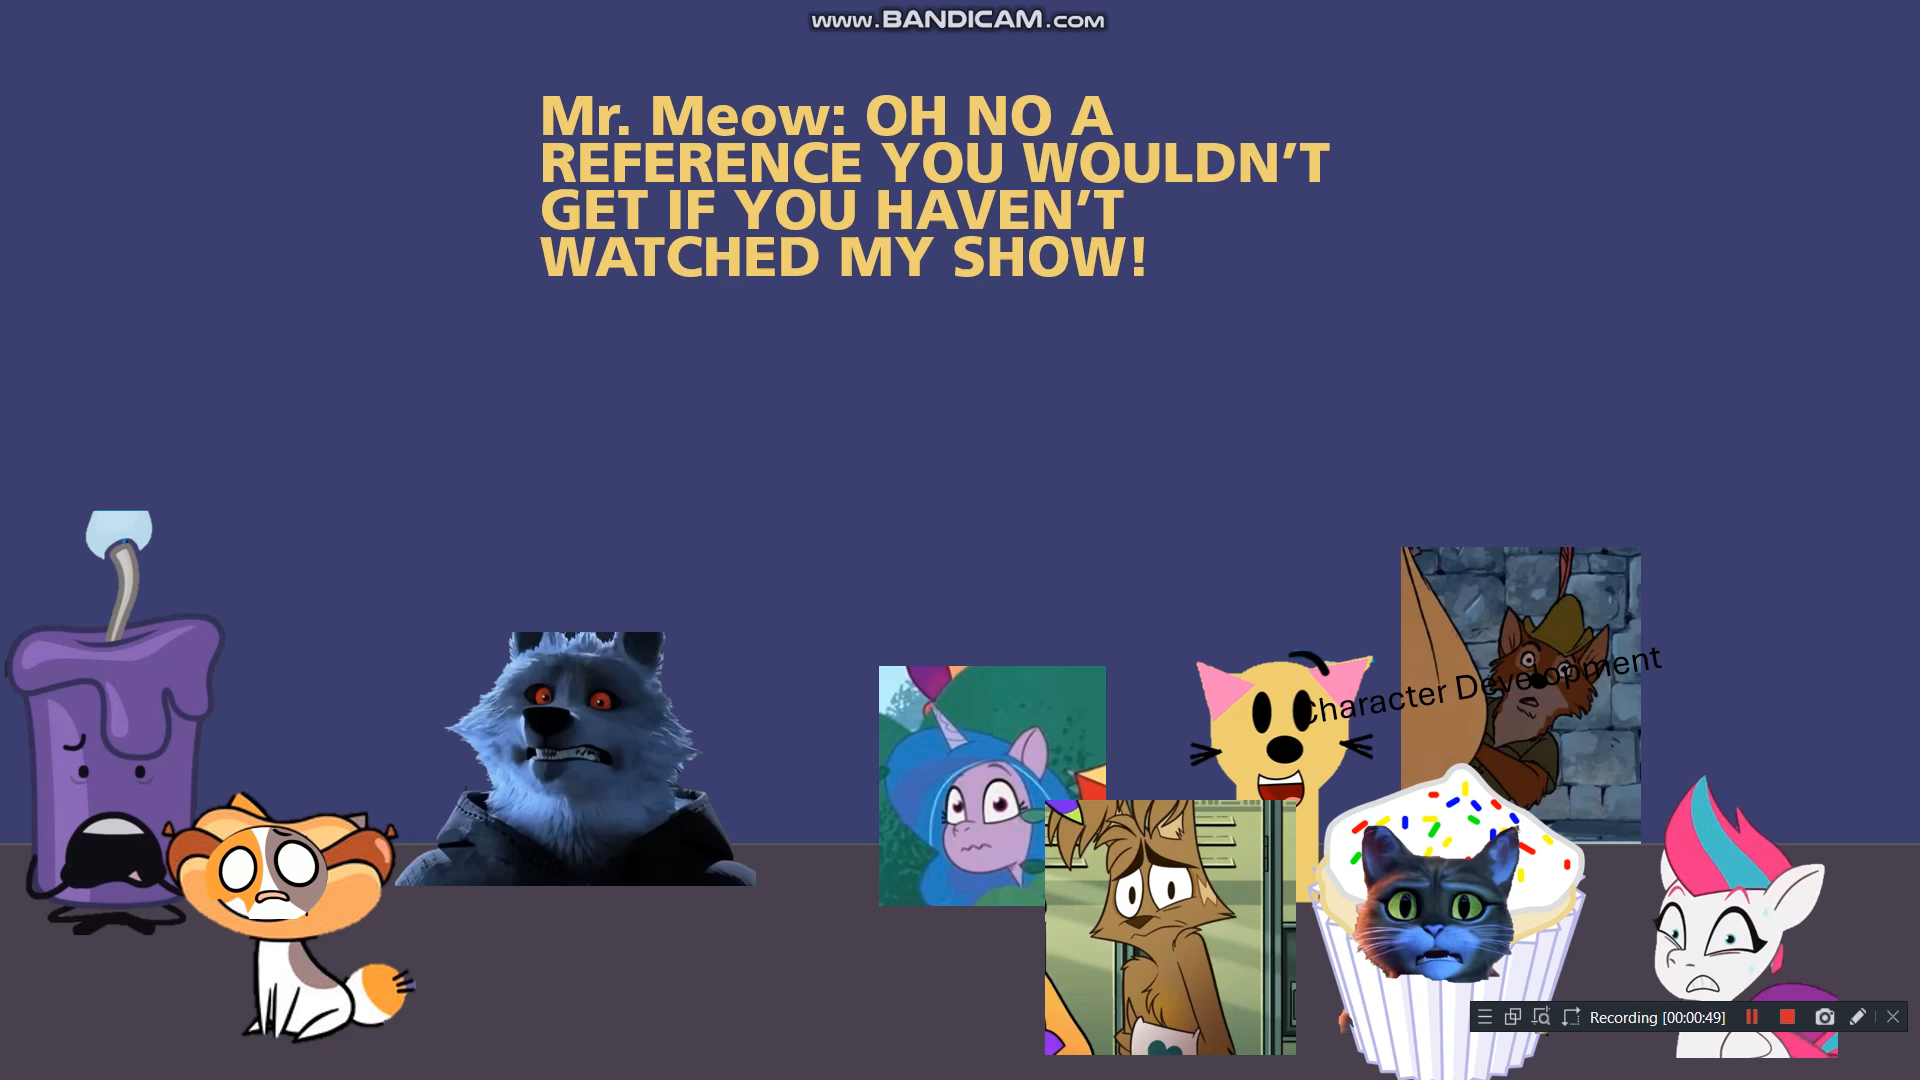 www.BANDICAM.com
Mr. Meow: OH NO A
REFERENCE YOU WOULDN’T
GET IF YOU HAVEN’T
WATCHED MY SHOW!
Character Development
Recording [00:00:49]